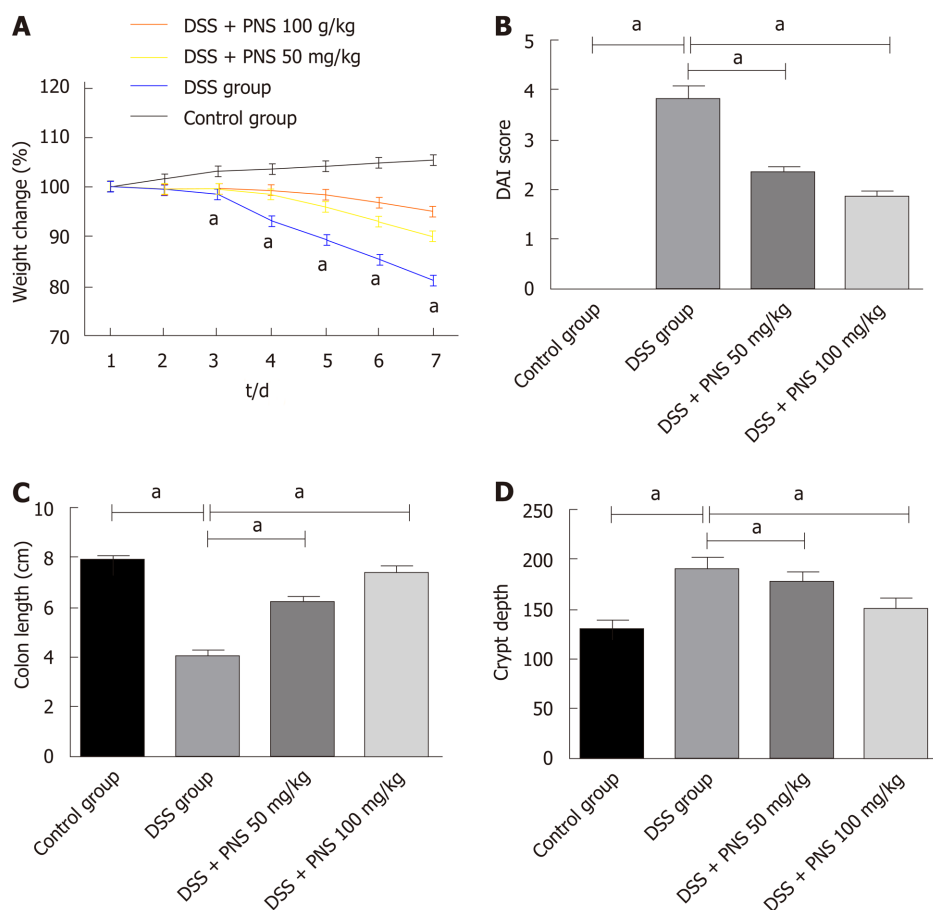 A
DSS + PNS 100 g/kg
DSS + PNS 50 mg/kg
DSS group
Control group
Weight change (%)
120
110
100
90
80
70
a
a
a
a
a
1 2 3 4 5 6 7
t/d
B
DAI score
5
4
3
2
1
0
a
a
a
Control group
DSS group
DSS + PNS 50 mg/kg
DSS + PNS 100 mg/kg
C
Colon length (cm)
10
8
6
4
2
0
a
a
a
Control group
DSS group
DSS + PNS 50 mg/kg
DSS + PNS 100 mg/kg
D
Crypt depth
250
200
150
100
50
0
a
a
a
Control group
DSS group
DSS + PNS 50 mg/kg
DSS + PNS 100 mg/kg